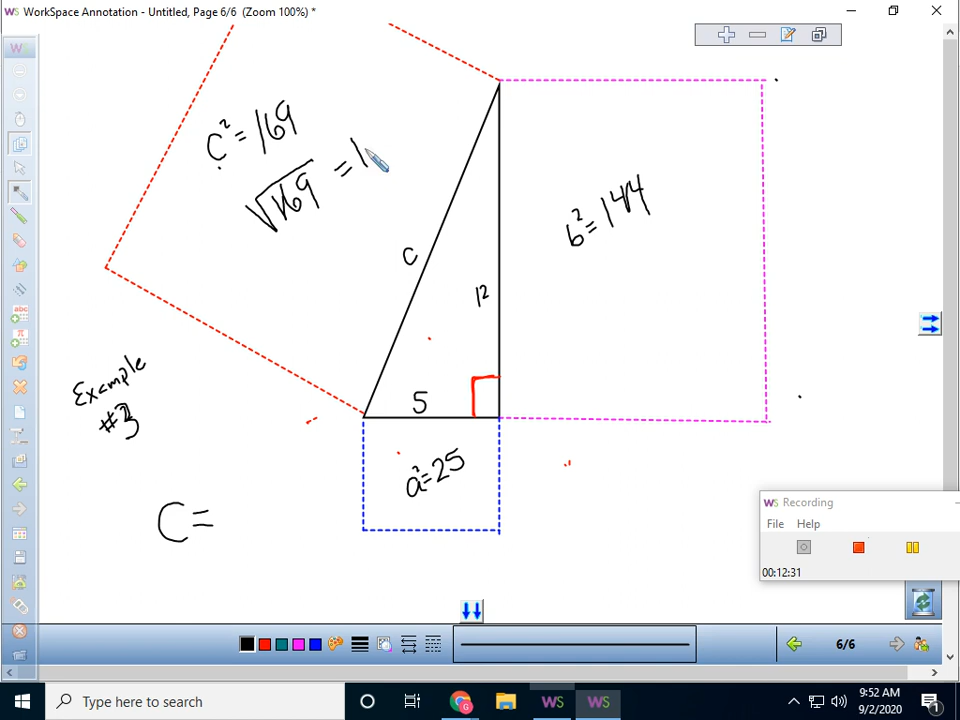 WorkSpace Annotation - Untitled, Page 6/6 (Zoom 100%) *
c² = 169
√169 = 1
b² = 144
c
12
5
Example
#3
a² = 25
C =
Recording
File Help
00:12:31
6/6
Type here to search
9:52 AM
9/2/2020